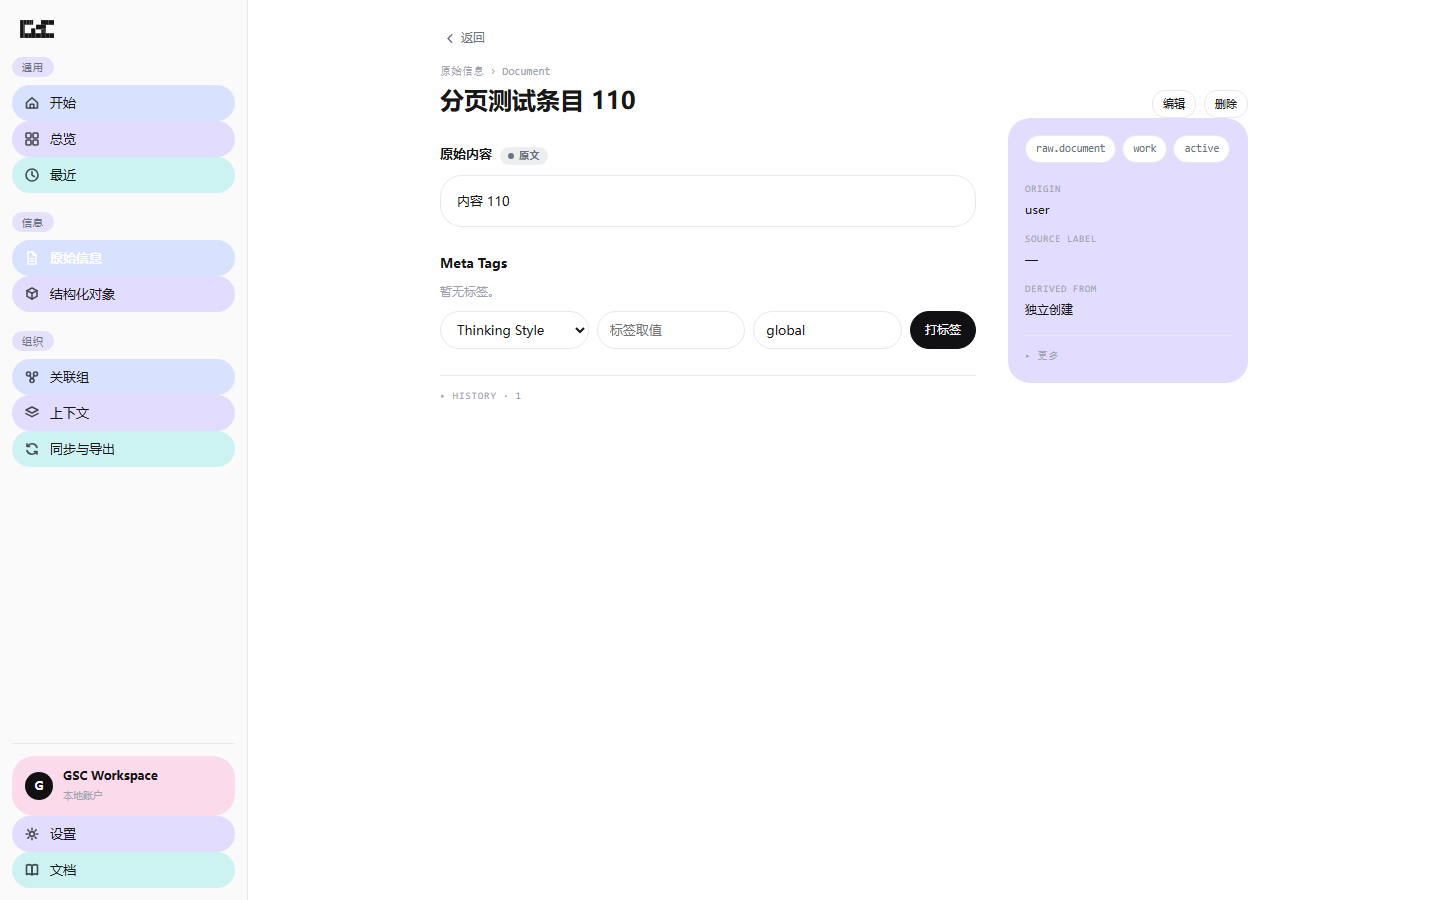 GSC
通用
开始
总览
最近
信息
原始信息
结构化对象
组织
关联组
上下文
同步与导出
G
GSC Workspace
本地账户
设置
文档
返回
原始信息 › Document
分页测试条目 110
编辑
删除
原始内容
原文
内容 110
Meta Tags
暂无标签。
Thinking Style
标签取值
global
打标签
HISTORY · 1
raw.document
work
active
ORIGIN
user
SOURCE LABEL
—
DERIVED FROM
独立创建
更多